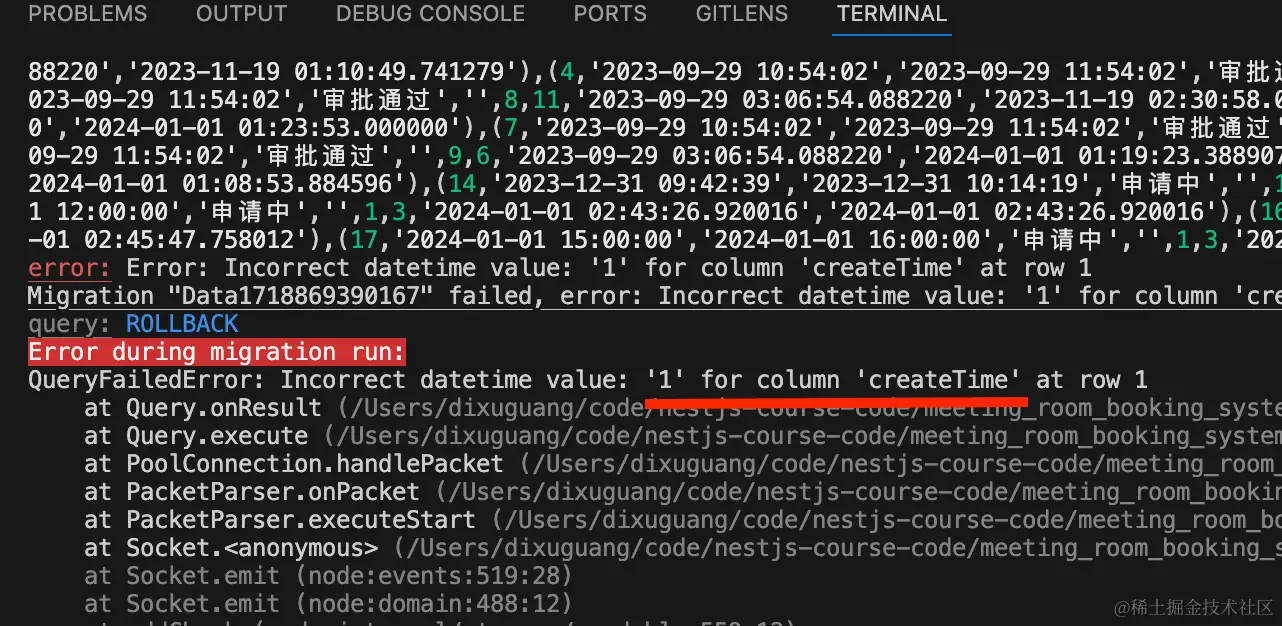 PROBLEMS OUTPUT DEBUG CONSOLE PORTS GITLENS TERMINAL
88220','2023-11-19 01:10:49.741279'),(4,'2023-09-29 10:54:02','2023-09-29 11:54:02','审批
023-09-29 11:54:02','审批通过','',8,11,'2023-09-29 03:06:54.088220','2023-11-19 02:30:58.0
0','2024-01-01 01:23:53.000000'),(7,'2023-09-29 10:54:02','2023-09-29 11:54:02','审批通过'
09-29 11:54:02','审批通过','',9,6,'2023-09-29 03:06:54.088220','2024-01-01 01:19:23.388907
2024-01-01 01:08:53.884596'),(14,'2023-12-31 09:42:39','2023-12-31 10:14:19','申请中','',1
1 12:00:00','申请中','',1,3,'2024-01-01 02:43:26.920016','2024-01-01 02:43:26.920016'),(16
-01 02:45:47.758012'),(17,'2024-01-01 15:00:00','2024-01-01 16:00:00','申请中','',1,3,'202
error: Error: Incorrect datetime value: '1' for column 'createTime' at row 1
Migration "Data1718869390167" failed, error: Incorrect datetime value: '1' for column 'cre
query: ROLLBACK
Error during migration run:
QueryFailedError: Incorrect datetime value: '1' for column 'createTime' at row 1
at Query.onResult (/Users/dixuguang/code/nestjs-course-code/meeting_room_booking_syste
at Query.execute (/Users/dixuguang/code/nestjs-course-code/meeting_room_booking_system
at PoolConnection.handlePacket (/Users/dixuguang/code/nestjs-course-code/meeting_room_
at PacketParser.onPacket (/Users/dixuguang/code/nestjs-course-code/meeting_room_bookin
at PacketParser.executeStart (/Users/dixuguang/code/nestjs-course-code/meeting_room_bo
at Socket.<anonymous> (/Users/dixuguang/code/nestjs-course-code/meeting_room_booking_s
at Socket.emit (node:events:519:28)
at Socket.emit (node:domain:488:12)
@稀土掘金技术社区